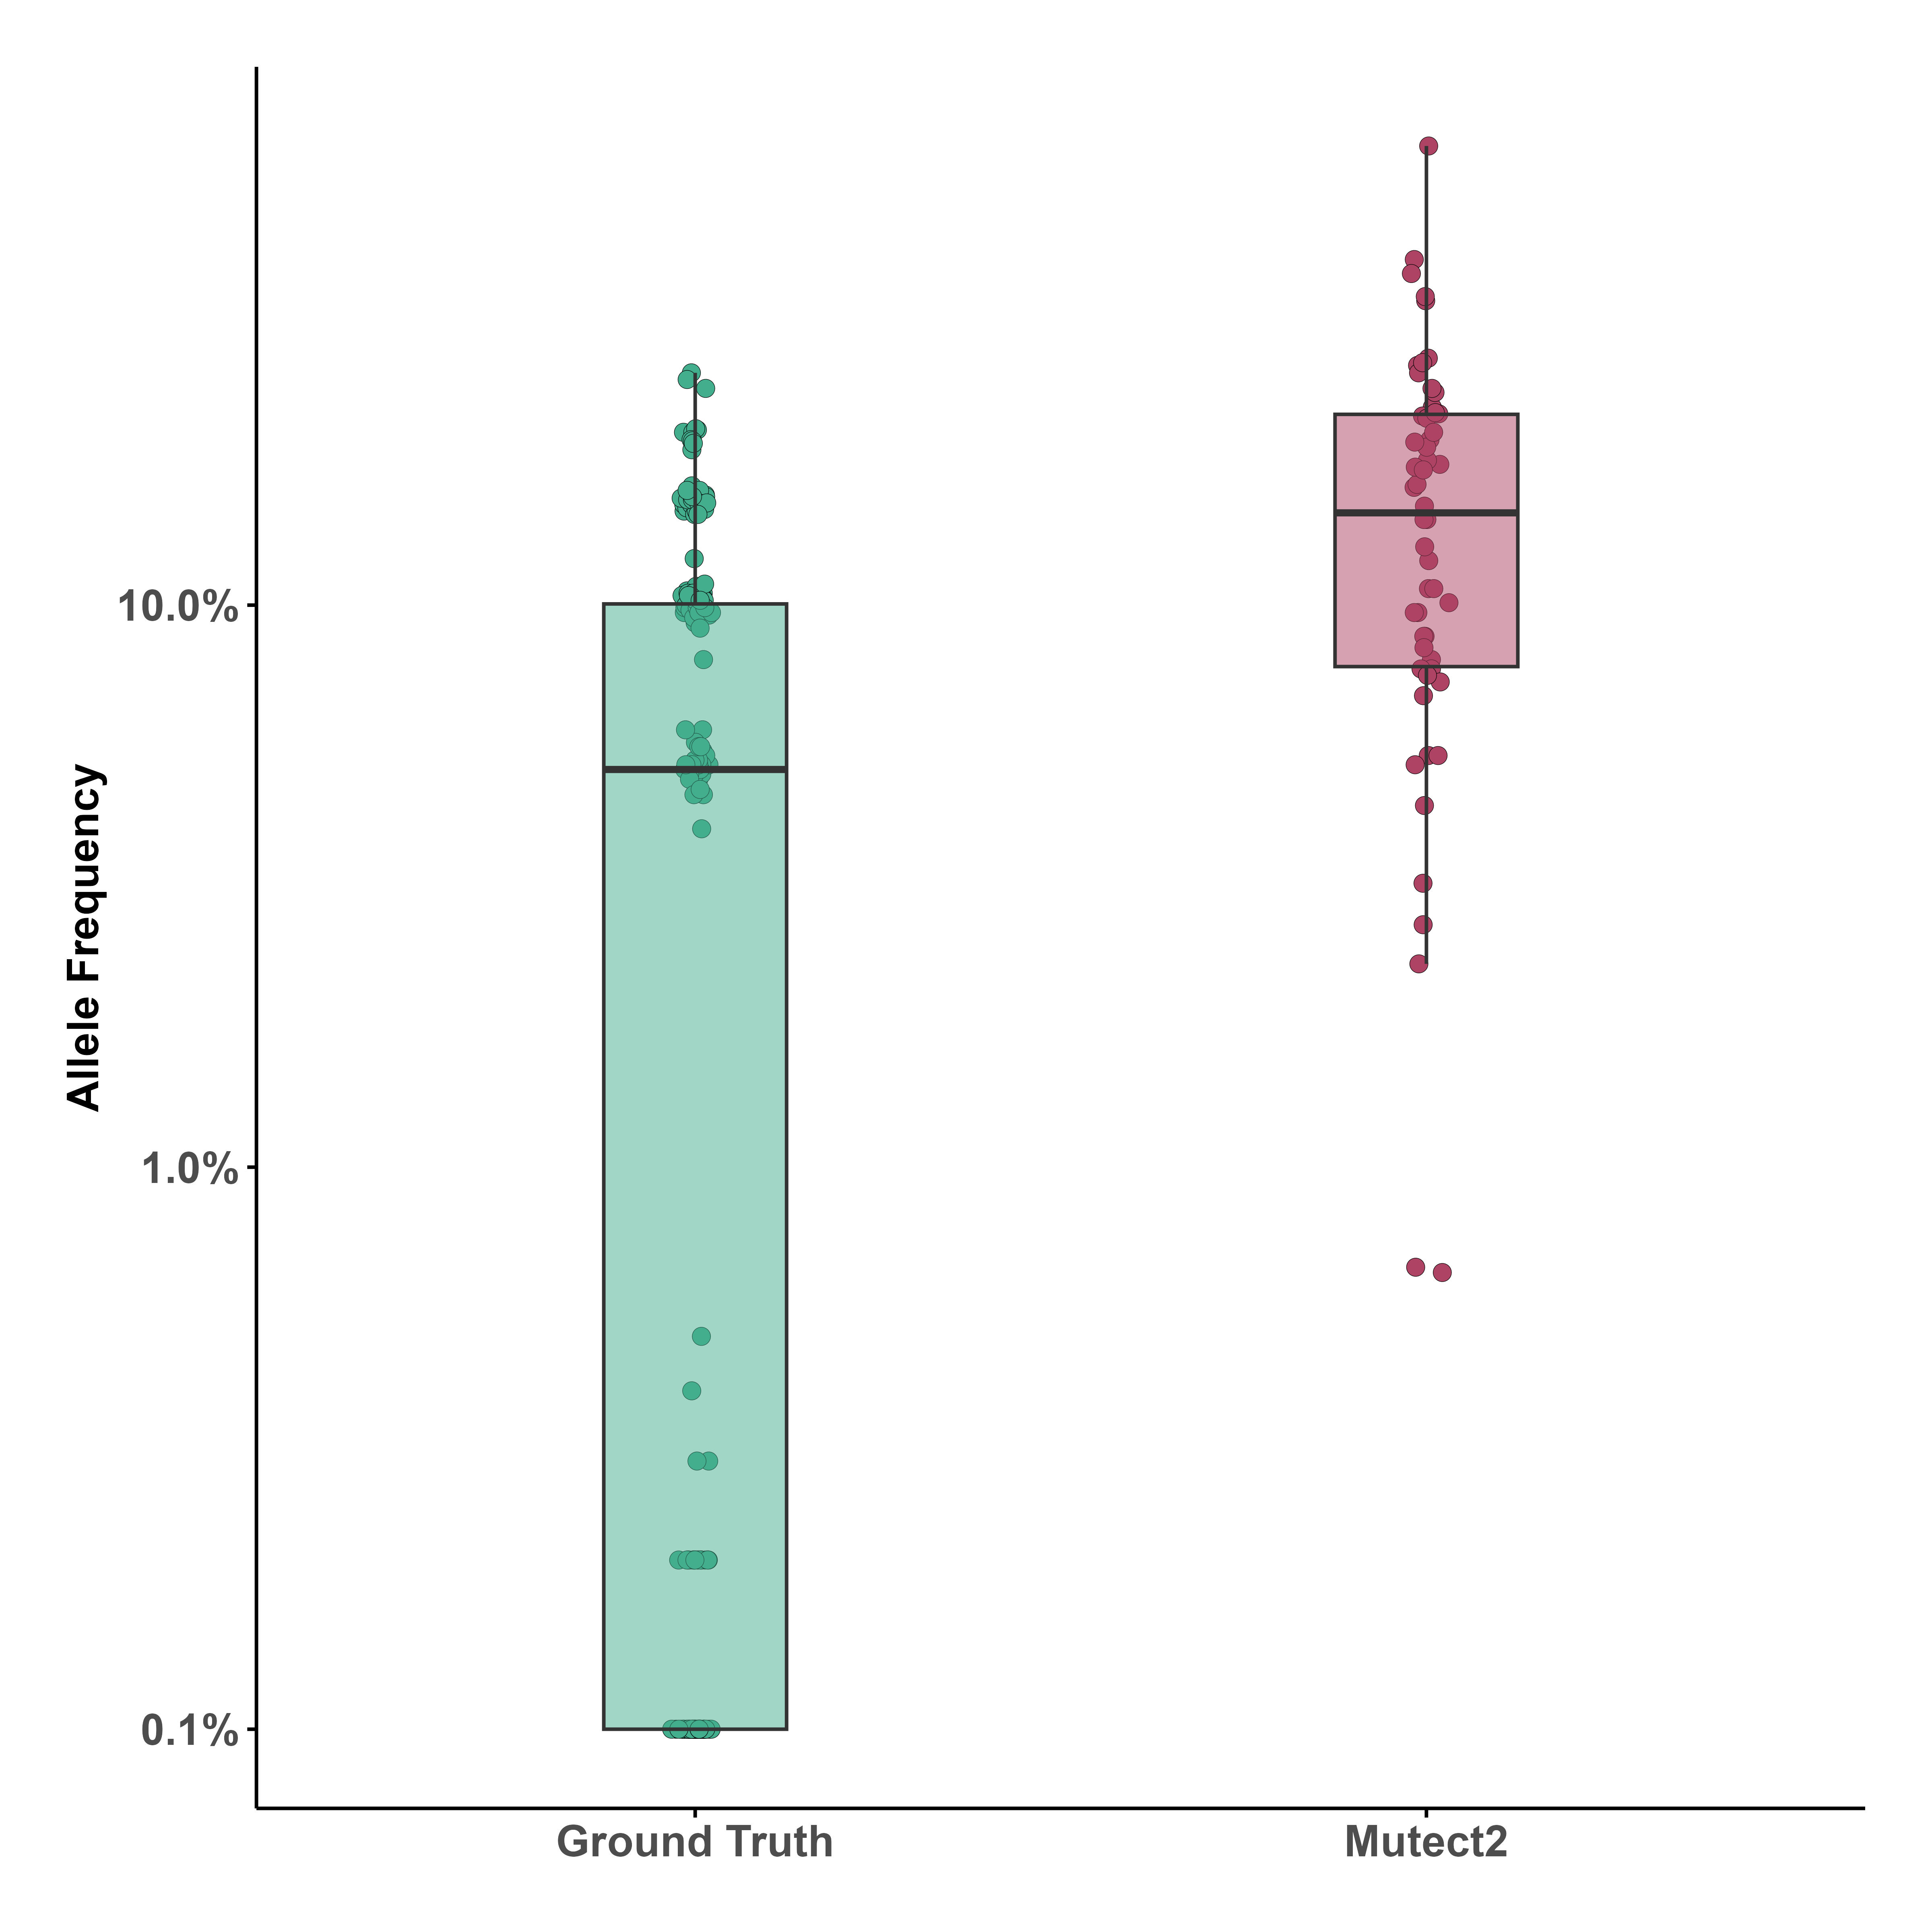 Allele Frequency
10.0%
1.0%
0.1%
Ground Truth
Mutect2